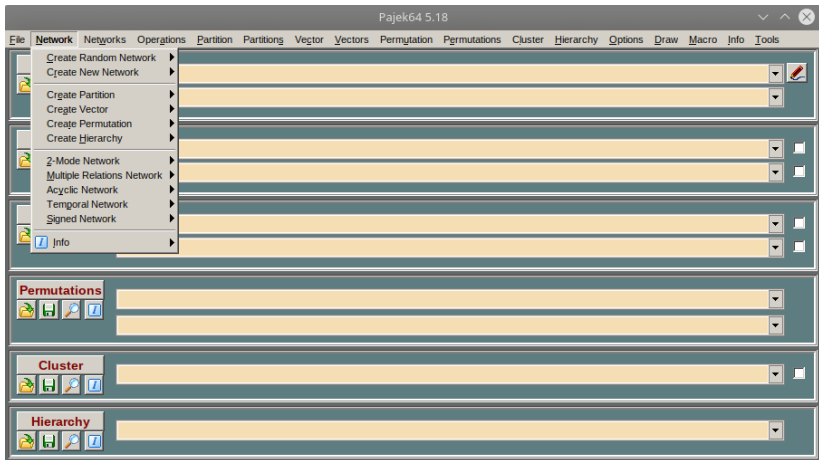 Pajek64 5.18
File Network Networks Operations Partition Partitions Vector Vectors Permutation Permutations Cluster Hierarchy Options Draw Macro Info Tools
Create Random Network
Create New Network
Create Partition
Create Vector
Create Permutation
Create Hierarchy
2-Mode Network
Multiple Relations Network
Acyclic Network
Temporal Network
Signed Network
Info
Permutations
Cluster
Hierarchy